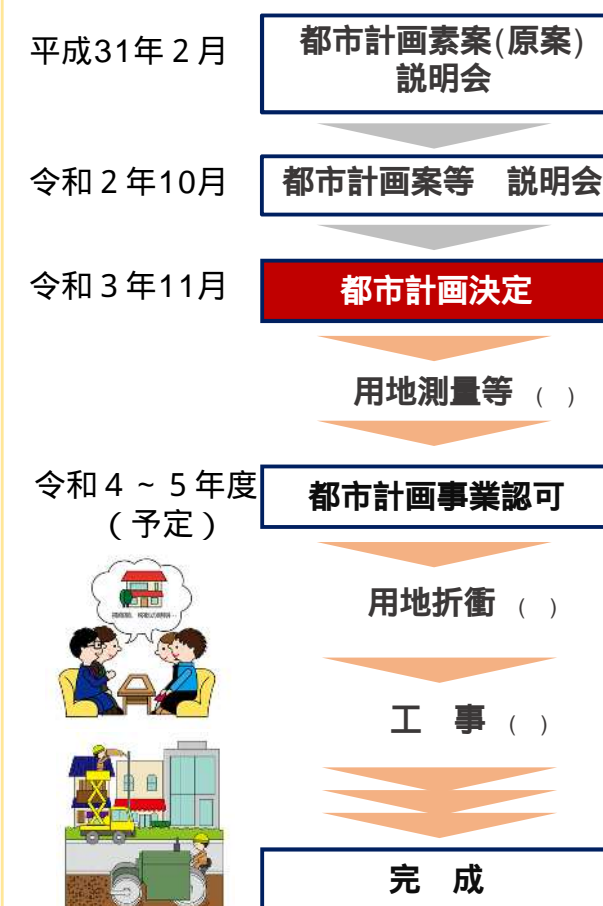 平成31年２月
都市計画素案(原案)
説明会
令和２年10月
都市計画案等　説明会
令和３年11月
都市計画決定
用地測量等（　）
令和４～５年度
（予定）
都市計画事業認可
用地折衝（　）
工　事（　）
完　成